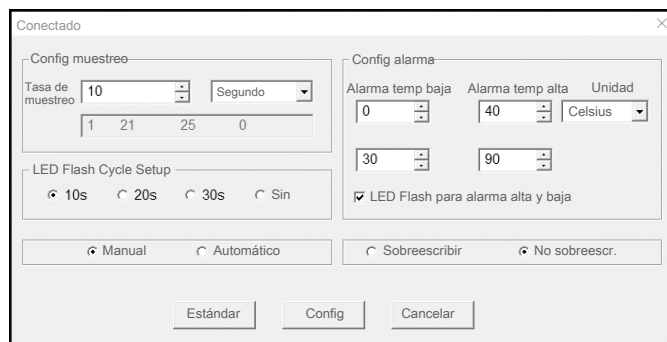 Conectado
Config muestreo
Tasa de muestreo 10 Segundo
1 21 25 0
LED Flash Cycle Setup
10s 20s 30s Sin
Manual Automático
Config alarma
Alarma temp baja Alarma temp alta Unidad
0 40 Celsius
30 90
LED Flash para alarma alta y baja
Sobreescribir No sobreescr.
Estándar Config Cancelar